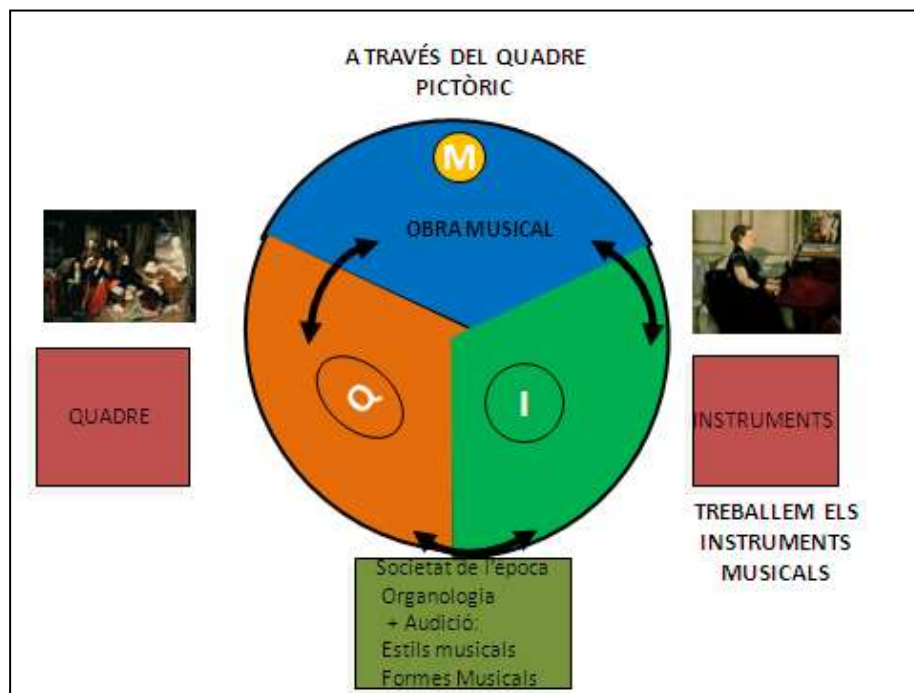 A TRAVÉS DEL QUADRE
PICTÒRIC
M
OBRA MUSICAL
QUADRE
Q
I
INSTRUMENTS
TREBALLEM ELS
INSTRUMENTS
MUSICALS
Societat de l'època
Organologia
+ Audició:
Estils musicals
Formes Musicals